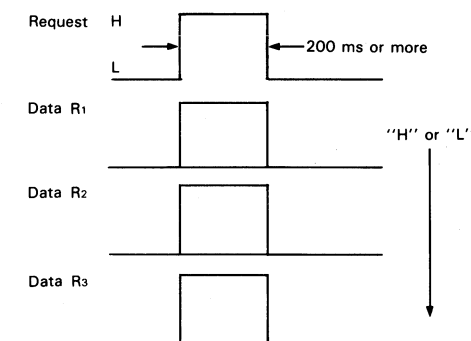 Request H
200 ms or more
L
Data R1
"H" or "L"
Data R2
Data R3